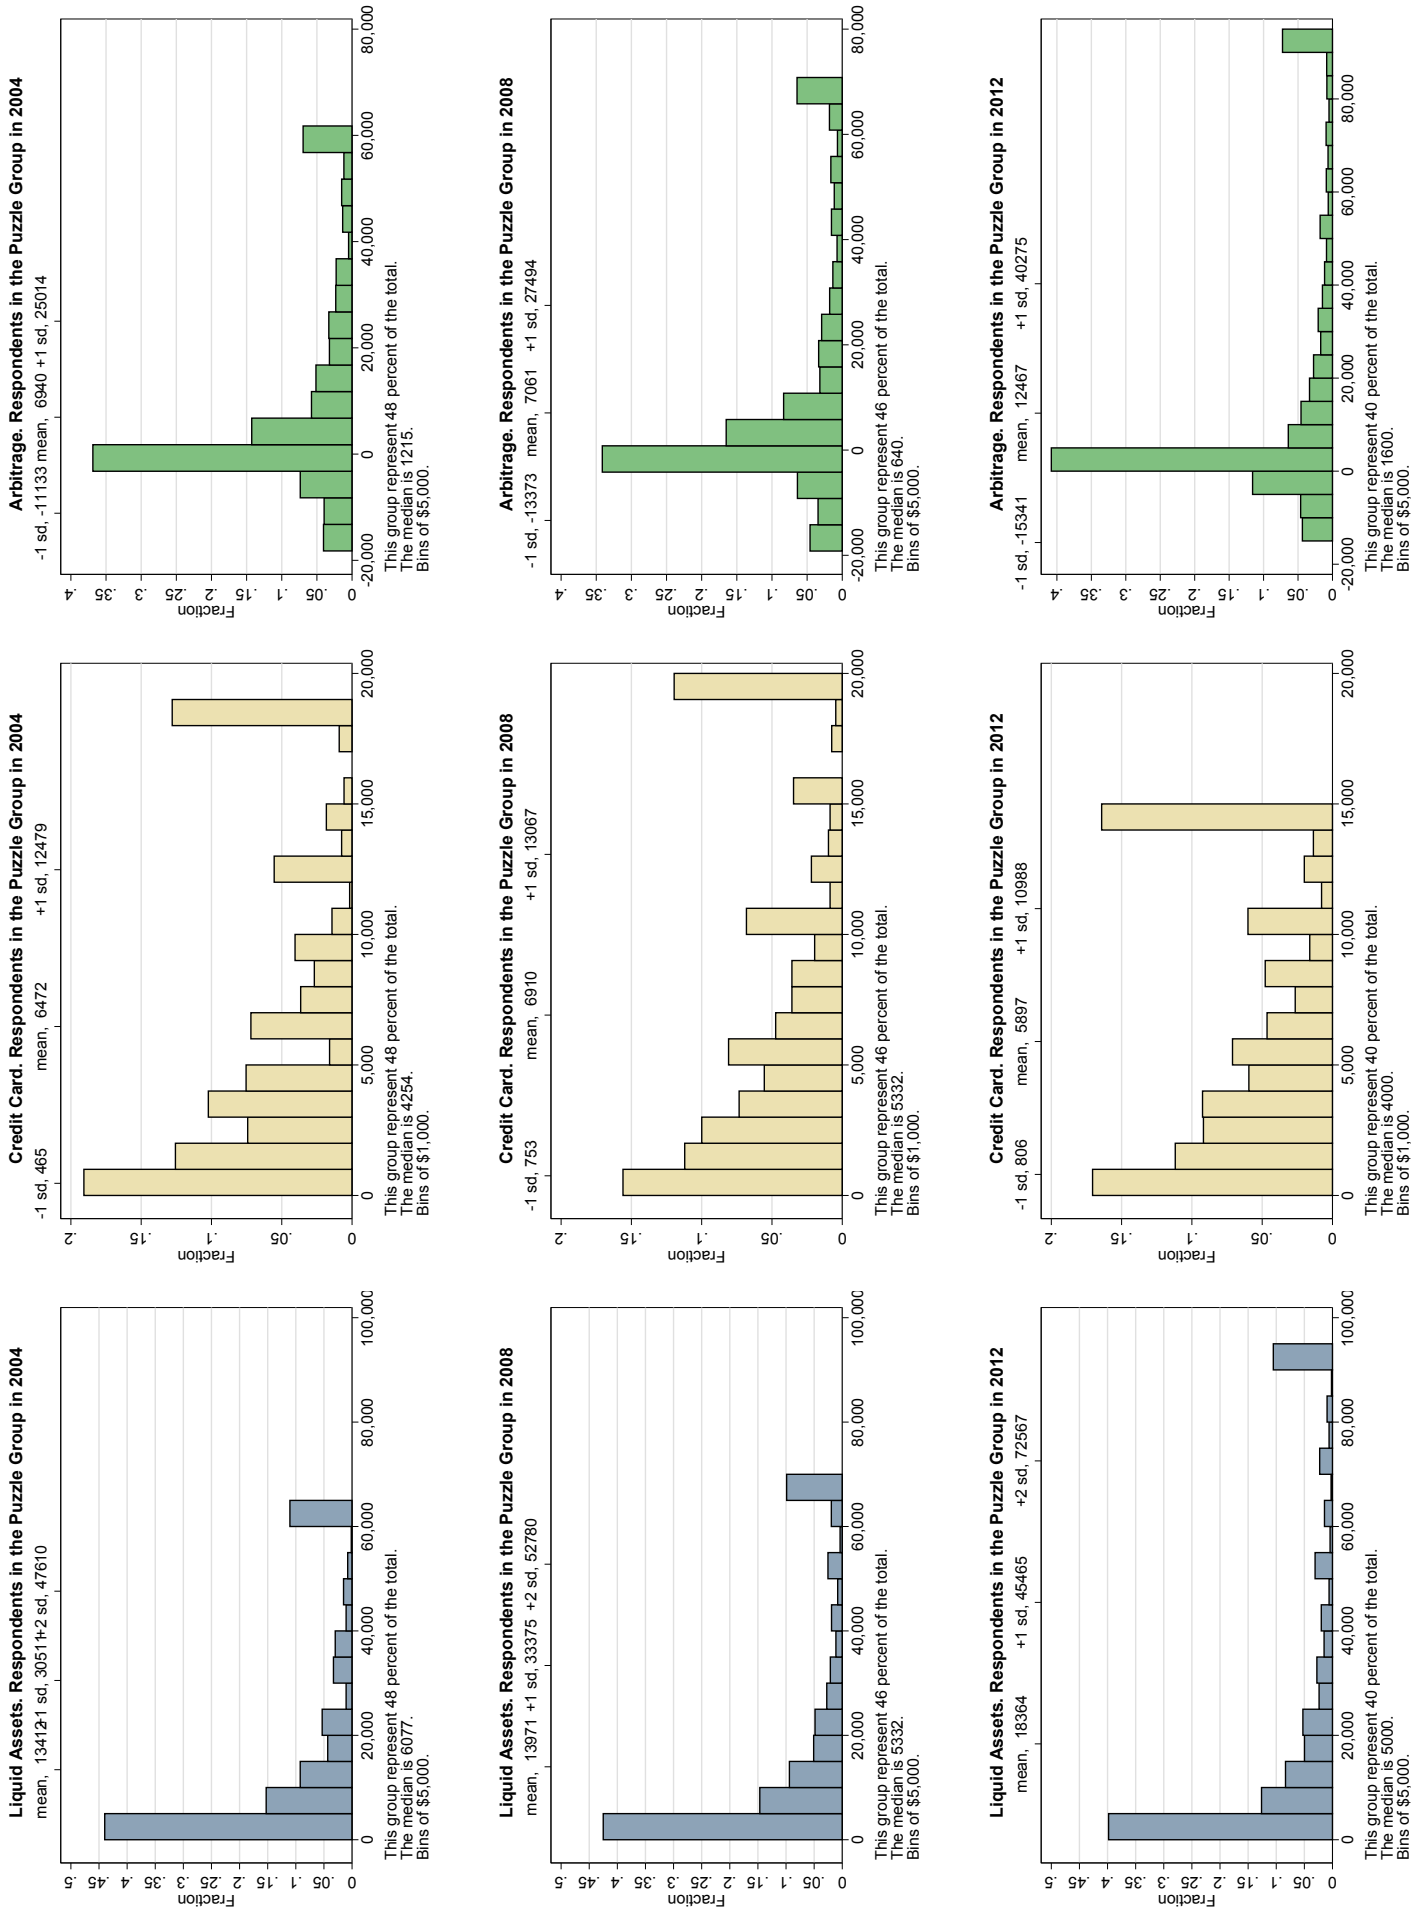 Liquid Assets. Respondents in the Puzzle Group in 2004
mean, 13412+1 sd, 30511+2 sd, 47610
.5
.45
.4
.35
.3
.25
.2
.15
.1
.05
0
Fraction
0
20,000
40,000
60,000
80,000
100,000
This group represent 48 percent of the total.
The median is 6077.
Bins of $5,000.
Credit Card. Respondents in the Puzzle Group in 2004
-1 sd, 465
mean, 6472
+1 sd, 12479
.2
.15
.1
.05
0
Fraction
0
5,000
10,000
15,000
20,000
This group represent 48 percent of the total.
The median is 4254.
Bins of $1,000.
Arbitrage. Respondents in the Puzzle Group in 2004
-1 sd, -11133 mean, 6940 +1 sd, 25014
.4
.35
.3
.25
.2
.15
.1
.05
0
Fraction
-20,000
0
20,000
40,000
60,000
80,000
This group represent 48 percent of the total.
The median is 1215.
Bins of $5,000.
Liquid Assets. Respondents in the Puzzle Group in 2008
mean, 13971 +1 sd, 33375 +2 sd, 52780
.5
.45
.4
.35
.3
.25
.2
.15
.1
.05
0
Fraction
0
20,000
40,000
60,000
80,000
100,000
This group represent 46 percent of the total.
The median is 5332.
Bins of $5,000.
Credit Card. Respondents in the Puzzle Group in 2008
-1 sd, 753
mean, 6910
+1 sd, 13067
.2
.15
.1
.05
0
Fraction
0
5,000
10,000
15,000
20,000
This group represent 46 percent of the total.
The median is 5332.
Bins of $1,000.
Arbitrage. Respondents in the Puzzle Group in 2008
-1 sd, -13373
mean, 7061
+1 sd, 27494
.4
.35
.3
.25
.2
.15
.1
.05
0
Fraction
-20,000
0
20,000
40,000
60,000
80,000
This group represent 46 percent of the total.
The median is 640.
Bins of $5,000.
Liquid Assets. Respondents in the Puzzle Group in 2012
mean, 18364
+1 sd, 45465
+2 sd, 72567
.5
.45
.4
.35
.3
.25
.2
.15
.1
.05
0
Fraction
0
20,000
40,000
60,000
80,000
100,000
This group represent 40 percent of the total.
The median is 5000.
Bins of $5,000.
Credit Card. Respondents in the Puzzle Group in 2012
-1 sd, 806
mean, 5897
+1 sd, 10988
.2
.15
.1
.05
0
Fraction
0
5,000
10,000
15,000
20,000
This group represent 40 percent of the total.
The median is 4000.
Bins of $1,000.
Arbitrage. Respondents in the Puzzle Group in 2012
-1 sd, -15341
mean, 12467
+1 sd, 40275
.4
.35
.3
.25
.2
.15
.1
.05
0
Fraction
-20,000
0
20,000
40,000
60,000
80,000
This group represent 40 percent of the total.
The median is 1600.
Bins of $5,000.